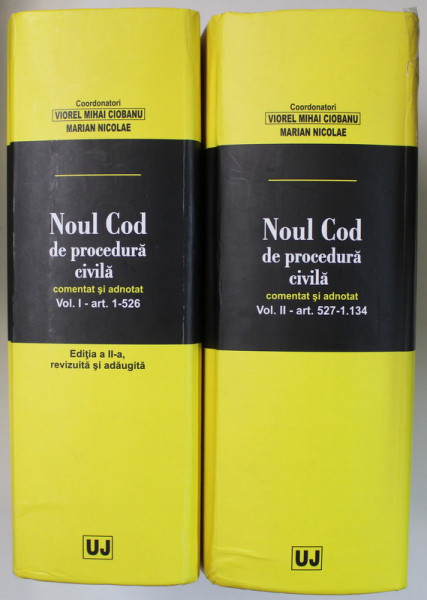 Coordonatori
VIOREL MIHAI CIOBANU
MARIAN NICOLAE
Noul Cod
de procedură
civilă
comentat şi adnotat
Vol. I - art. 1-526
Ediţia a II-a,
revizuită şi adăugită
UJ
Coordonatori
VIOREL MIHAI CIOBANU
MARIAN NICOLAE
Noul Cod
de procedură
civilă
comentat şi adnotat
Vol. II - art. 527-1.134
UJ